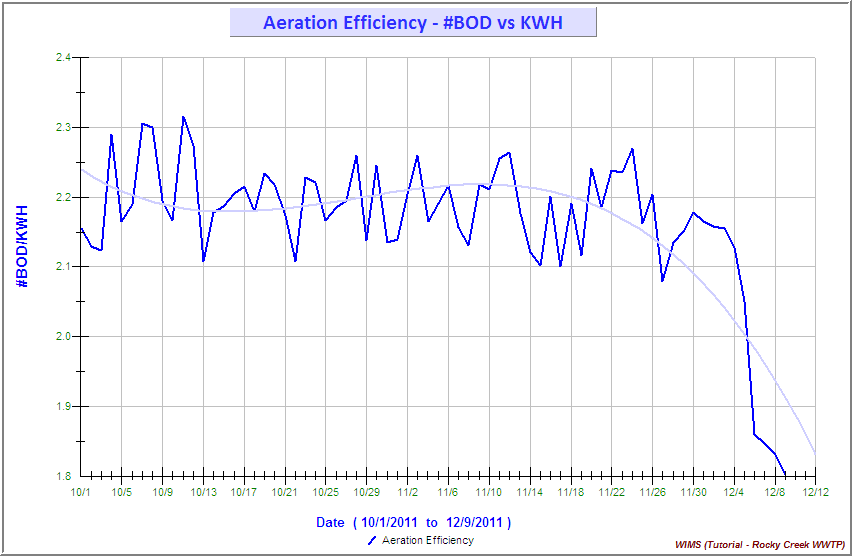 Aeration Efficiency - #BOD vs KWH
2.4
2.3
2.2
2.1
2.0
1.9
1.8
#BOD/KWH
10/1 10/5 10/9 10/13 10/17 10/21 10/25 10/29 11/2 11/6 11/10 11/14 11/18 11/22 11/26 11/30 12/4 12/8 12/12
Date ( 10/1/2011 to 12/9/2011 )
Aeration Efficiency
WIMS (Tutorial - Rocky Creek WWTP)